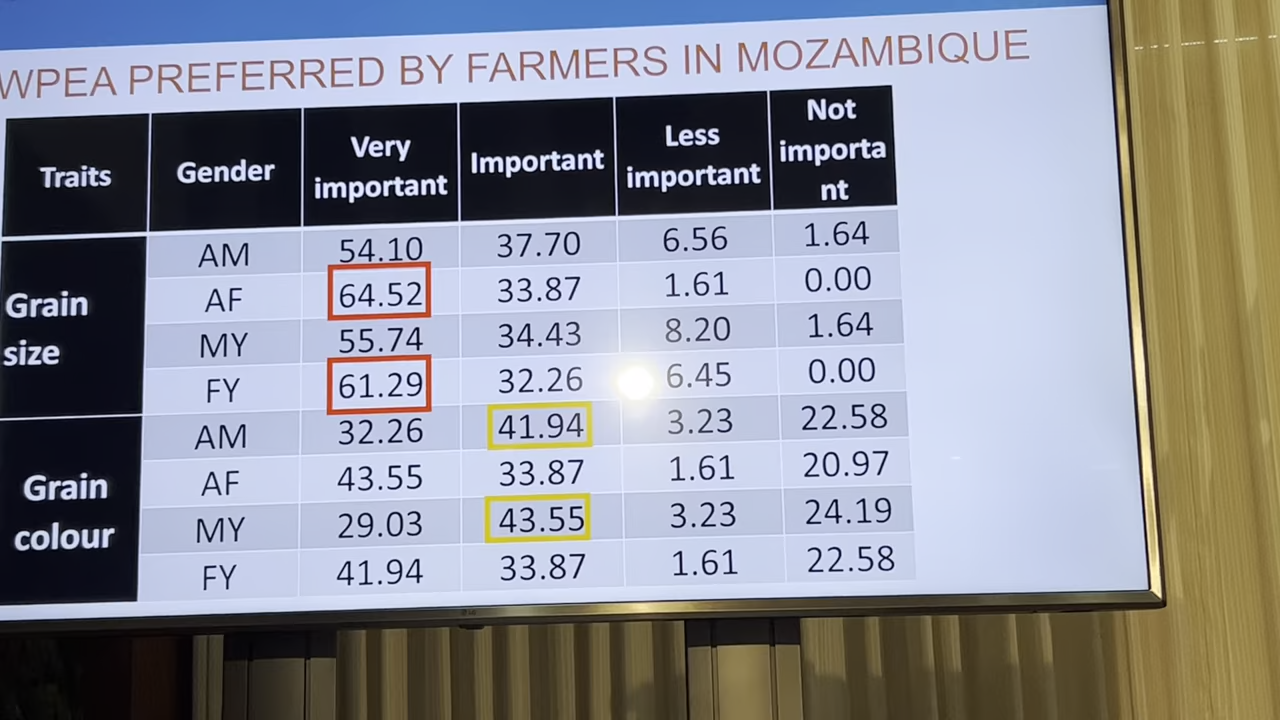 WPEA PREFERRED BY FARMERS IN MOZAMBIQUE
Traits Gender Very important Important Less important Not importa nt
Grain size
AM 54.10 37.70 6.56 1.64
AF 64.52 33.87 1.61 0.00
MY 55.74 34.43 8.20 1.64
FY 61.29 32.26 6.45 0.00
Grain colour
AM 32.26 41.94 3.23 22.58
AF 43.55 33.87 1.61 20.97
MY 29.03 43.55 3.23 24.19
FY 41.94 33.87 1.61 22.58
LG